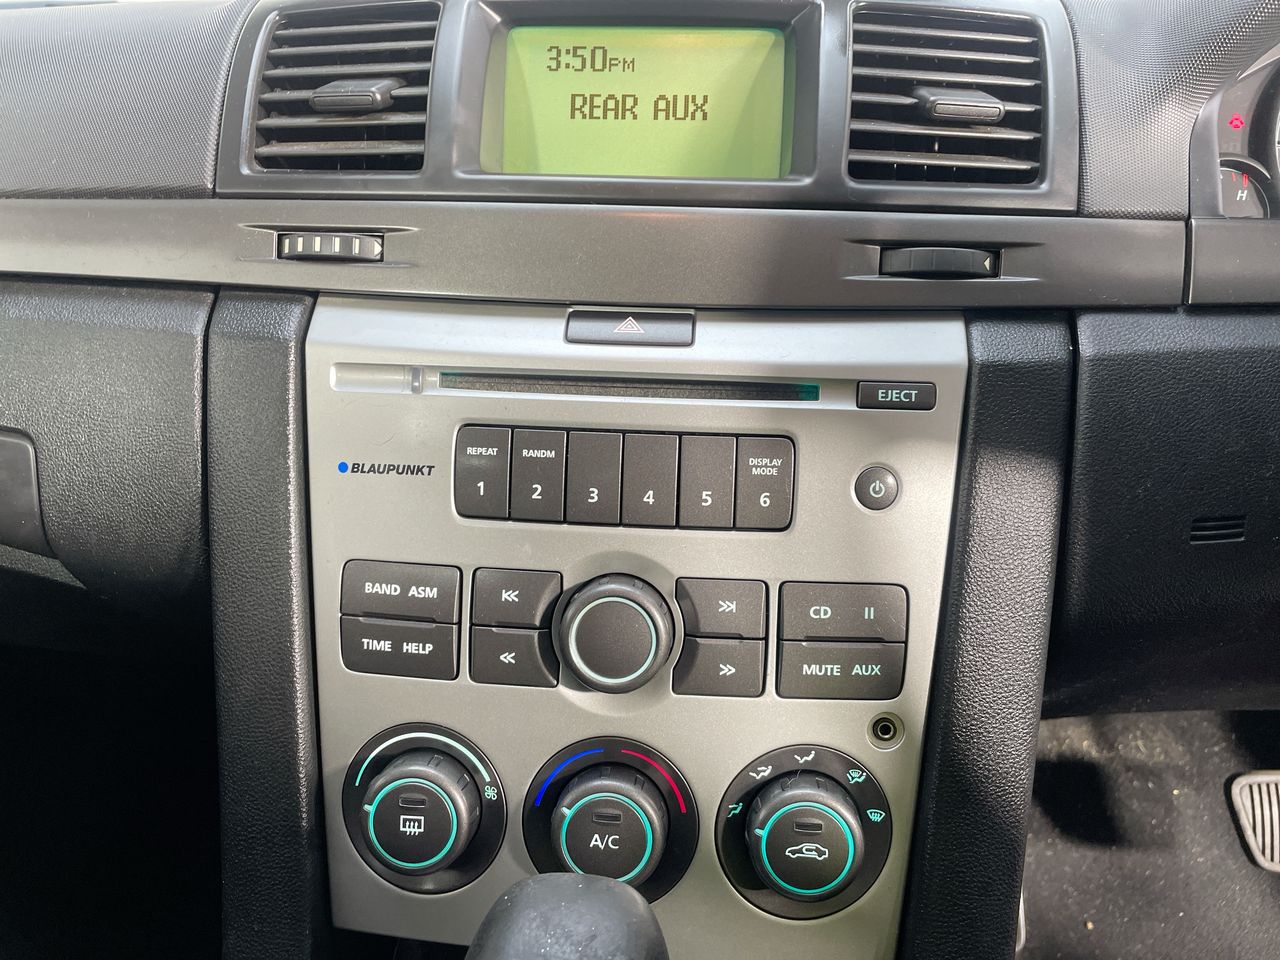 3:50PM
REAR AUX
H
EJECT
BLAUPUNKT
REPEAT
1
RANDM
2
3
4
5
DISPLAY
MODE
6
BAND ASM
TIME HELP
CD
MUTE AUX
A/C